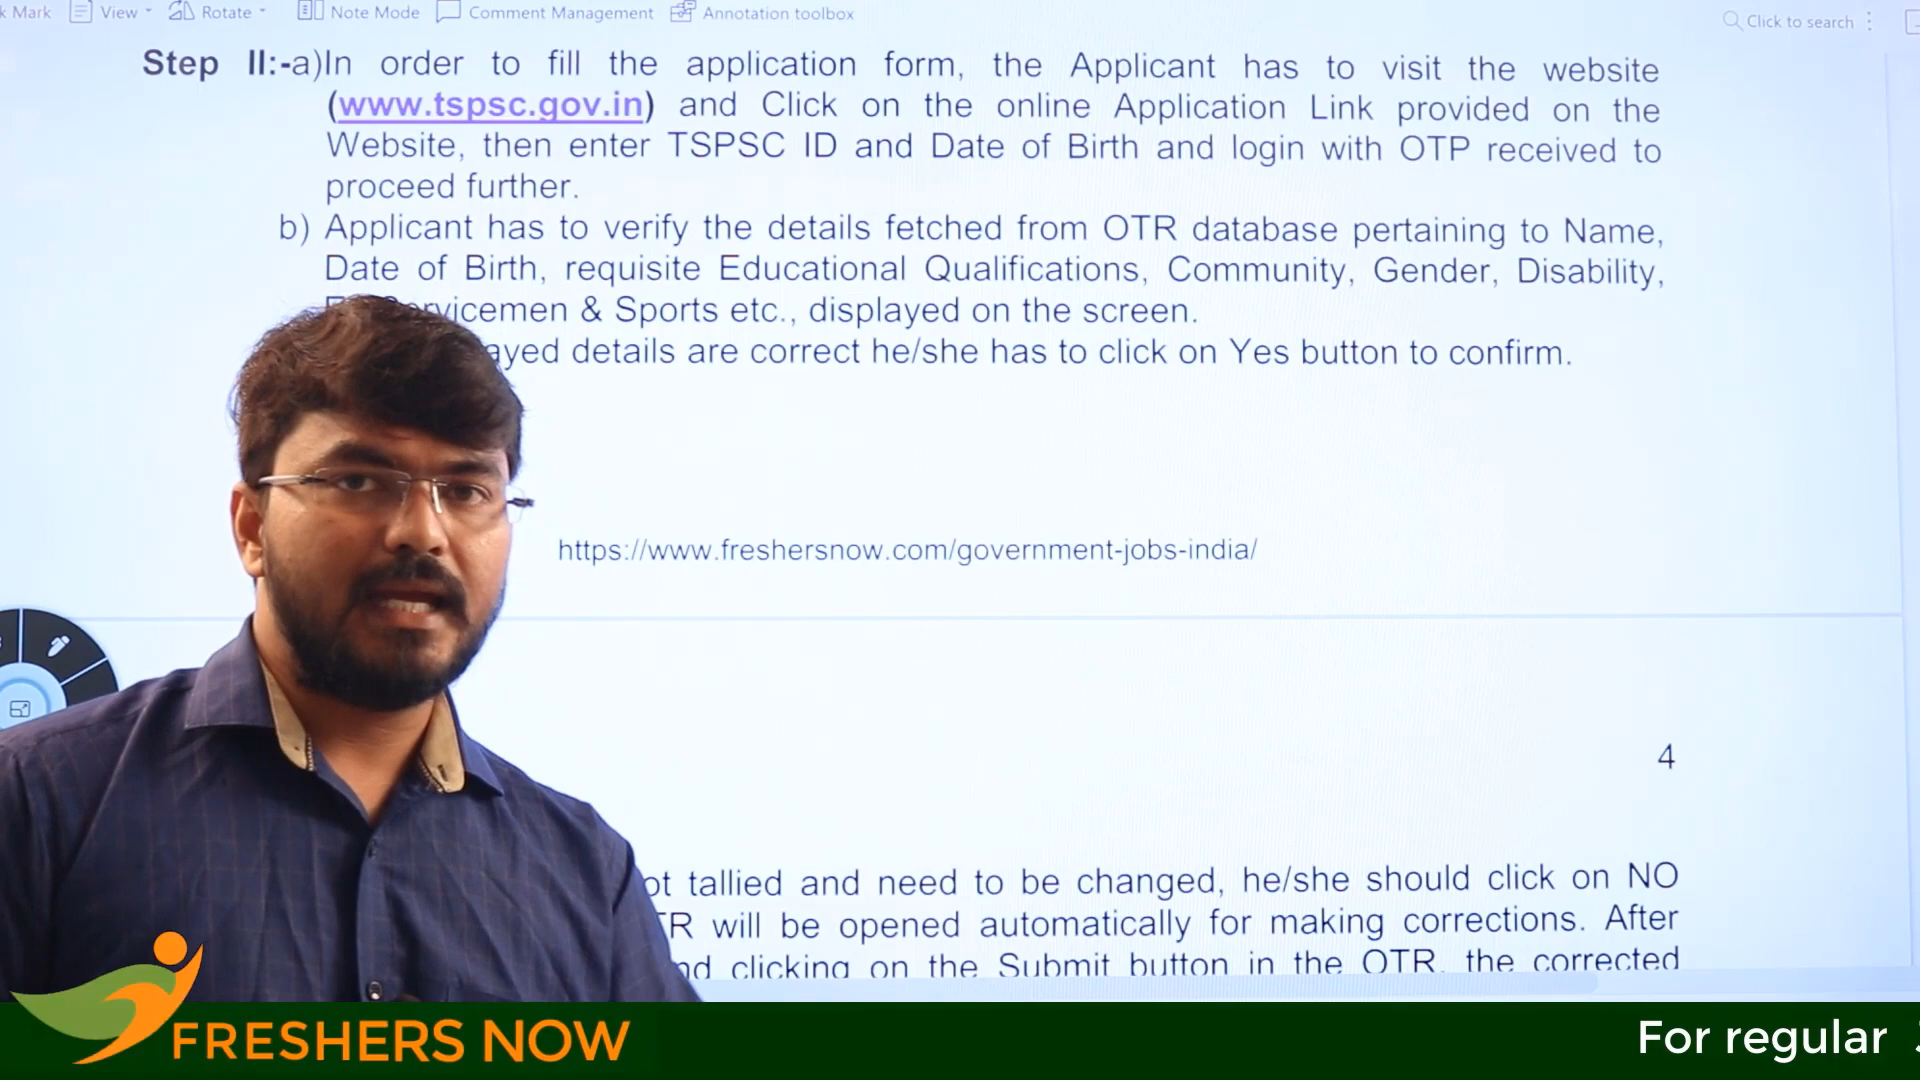 Mark View Rotate Note Mode Comment Management Annotation toolbox Click to search
Step II:-a)In order to fill the application form, the Applicant has to visit the website
(www.tspsc.gov.in) and Click on the online Application Link provided on the
Website, then enter TSPSC ID and Date of Birth and login with OTP received to
proceed further.
b) Applicant has to verify the details fetched from OTR database pertaining to Name,
Date of Birth, requisite Educational Qualifications, Community, Gender, Disability,
& Sports etc., displayed on the screen.
details are correct he/she has to click on Yes button to confirm.
https://www.freshersnow.com/government-jobs-india/
4
tallied and need to be changed, he/she should click on NO
will be opened automatically for making corrections. After
clicking on the Submit button in the OTR, the corrected
FRESHERS NOW
For regular